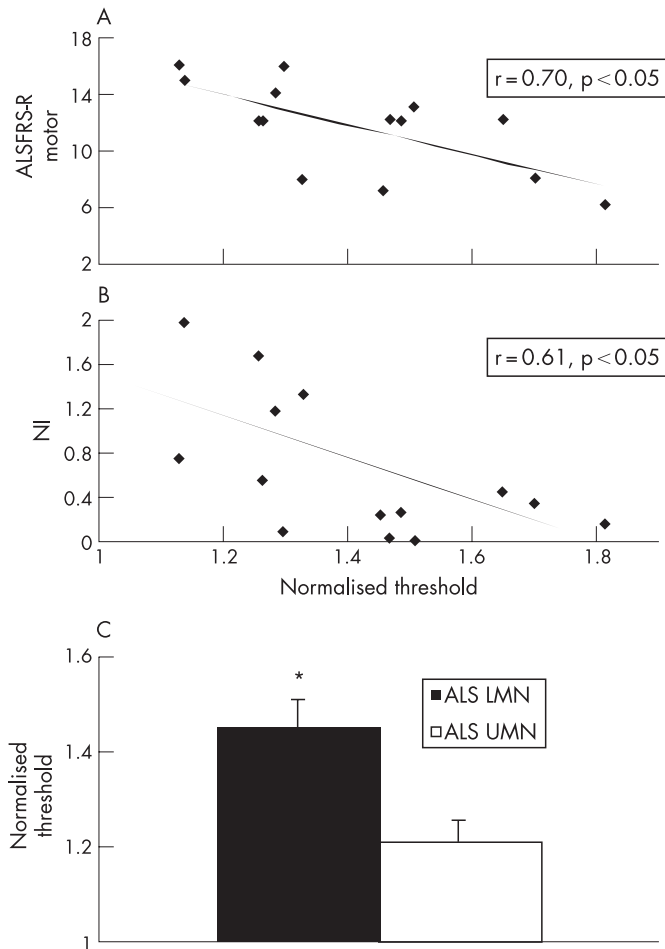 A
18
14
10
6
2
ALSFRS-R
motor
r = 0.70, p < 0.05
B
2
1.6
1.2
0.8
0.4
0
NI
r = 0.61, p < 0.05
1 1.2 1.4 1.6 1.8
Normalised threshold
C
1.6
1.4
1.2
1
Normalised
threshold
*
ALS LMN
ALS UMN